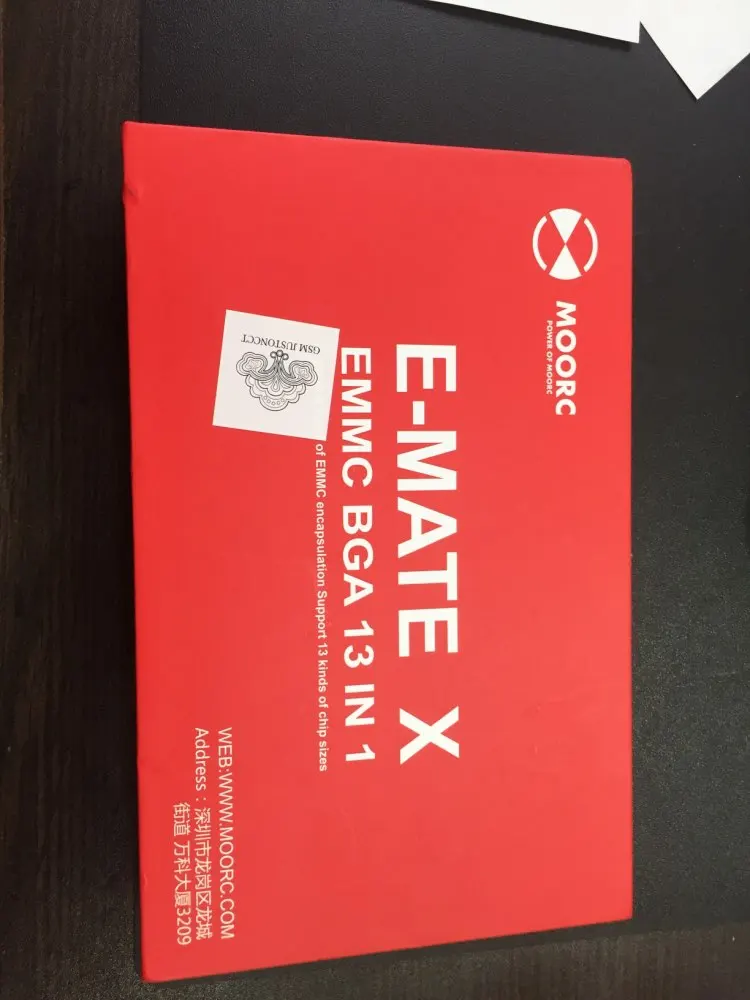 MOORC
POWER OF MOORC
E-MATE X
EMMC BGA 13 IN 1
of EMMC encapsulation Support 13 kinds of chip sizes
GSM JUSTONCCT
WEB:WWW.MOORC.COM
Address：深圳市龙岗区龙城
街道 万科大厦3209